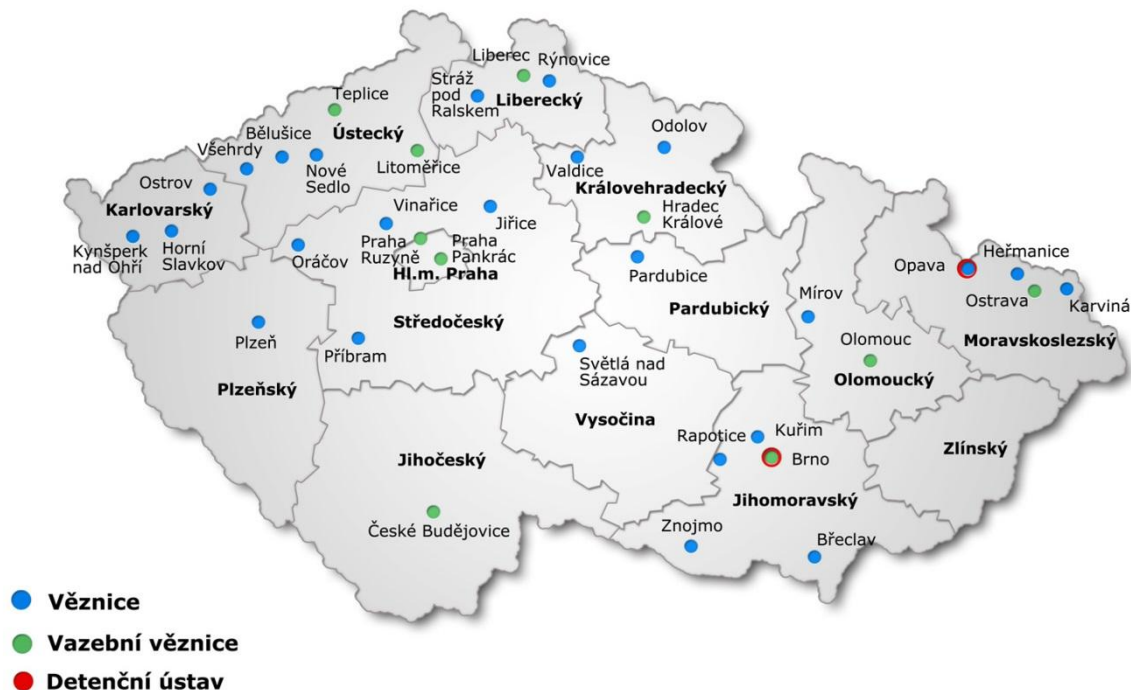 Liberec
Rýnovice
Stráž
pod
Ralskem
Liberecký
Teplice
Ústecký
Bělušice
Všehrdy
Nové
Sedlo
Litoměřice
Odolov
Valdice
Královehradecký
Hradec
Králové
Ostrov
Karlovarský
Kynšperk
nad Ohří
Horní
Slavkov
Vinařice
Jiřice
Praha
Ruzyně
Praha
Pankrác
Hl.m. Praha
Oráčov
Středočeský
Pardubice
Pardubický
Opava
Heřmanice
Ostrava
Karviná
Moravskoslezský
Mírov
Olomouc
Olomoucký
Plzeň
Příbram
Plzeňský
Světlá nad
Sázavou
Vysočina
Zlínský
Rapotice
Kuřim
Brno
Jihomoravský
Jihočeský
České Budějovice
Znojmo
Břeclav
Věznice
Vazební věznice
Detenční ústav